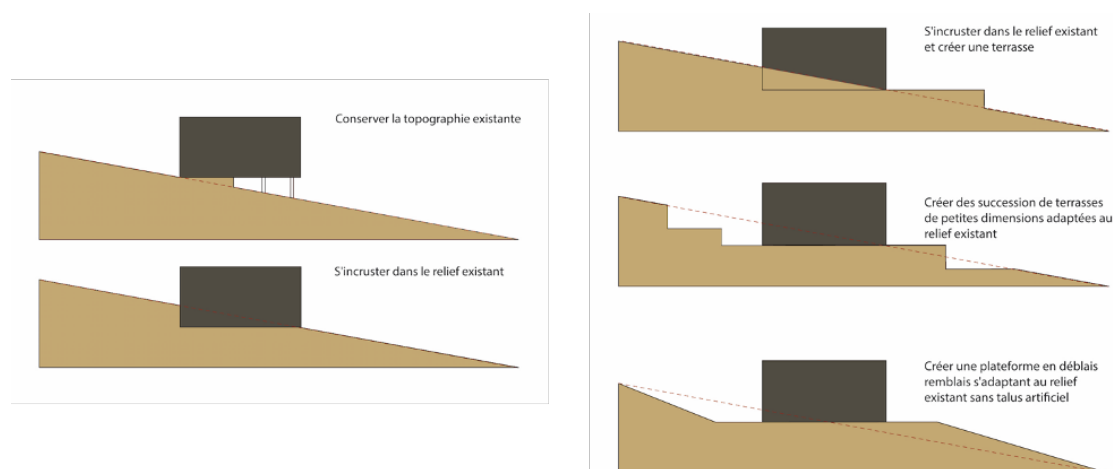 Conserver la topographie existante
S'incruster dans le relief existant
S'incruster dans le relief existant
et créer une terrasse
Créer des succession de terrasses
de petites dimensions adaptées au
relief existant
Créer une plateforme en déblais
remblais s'adaptant au relief
existant sans talus artificiel